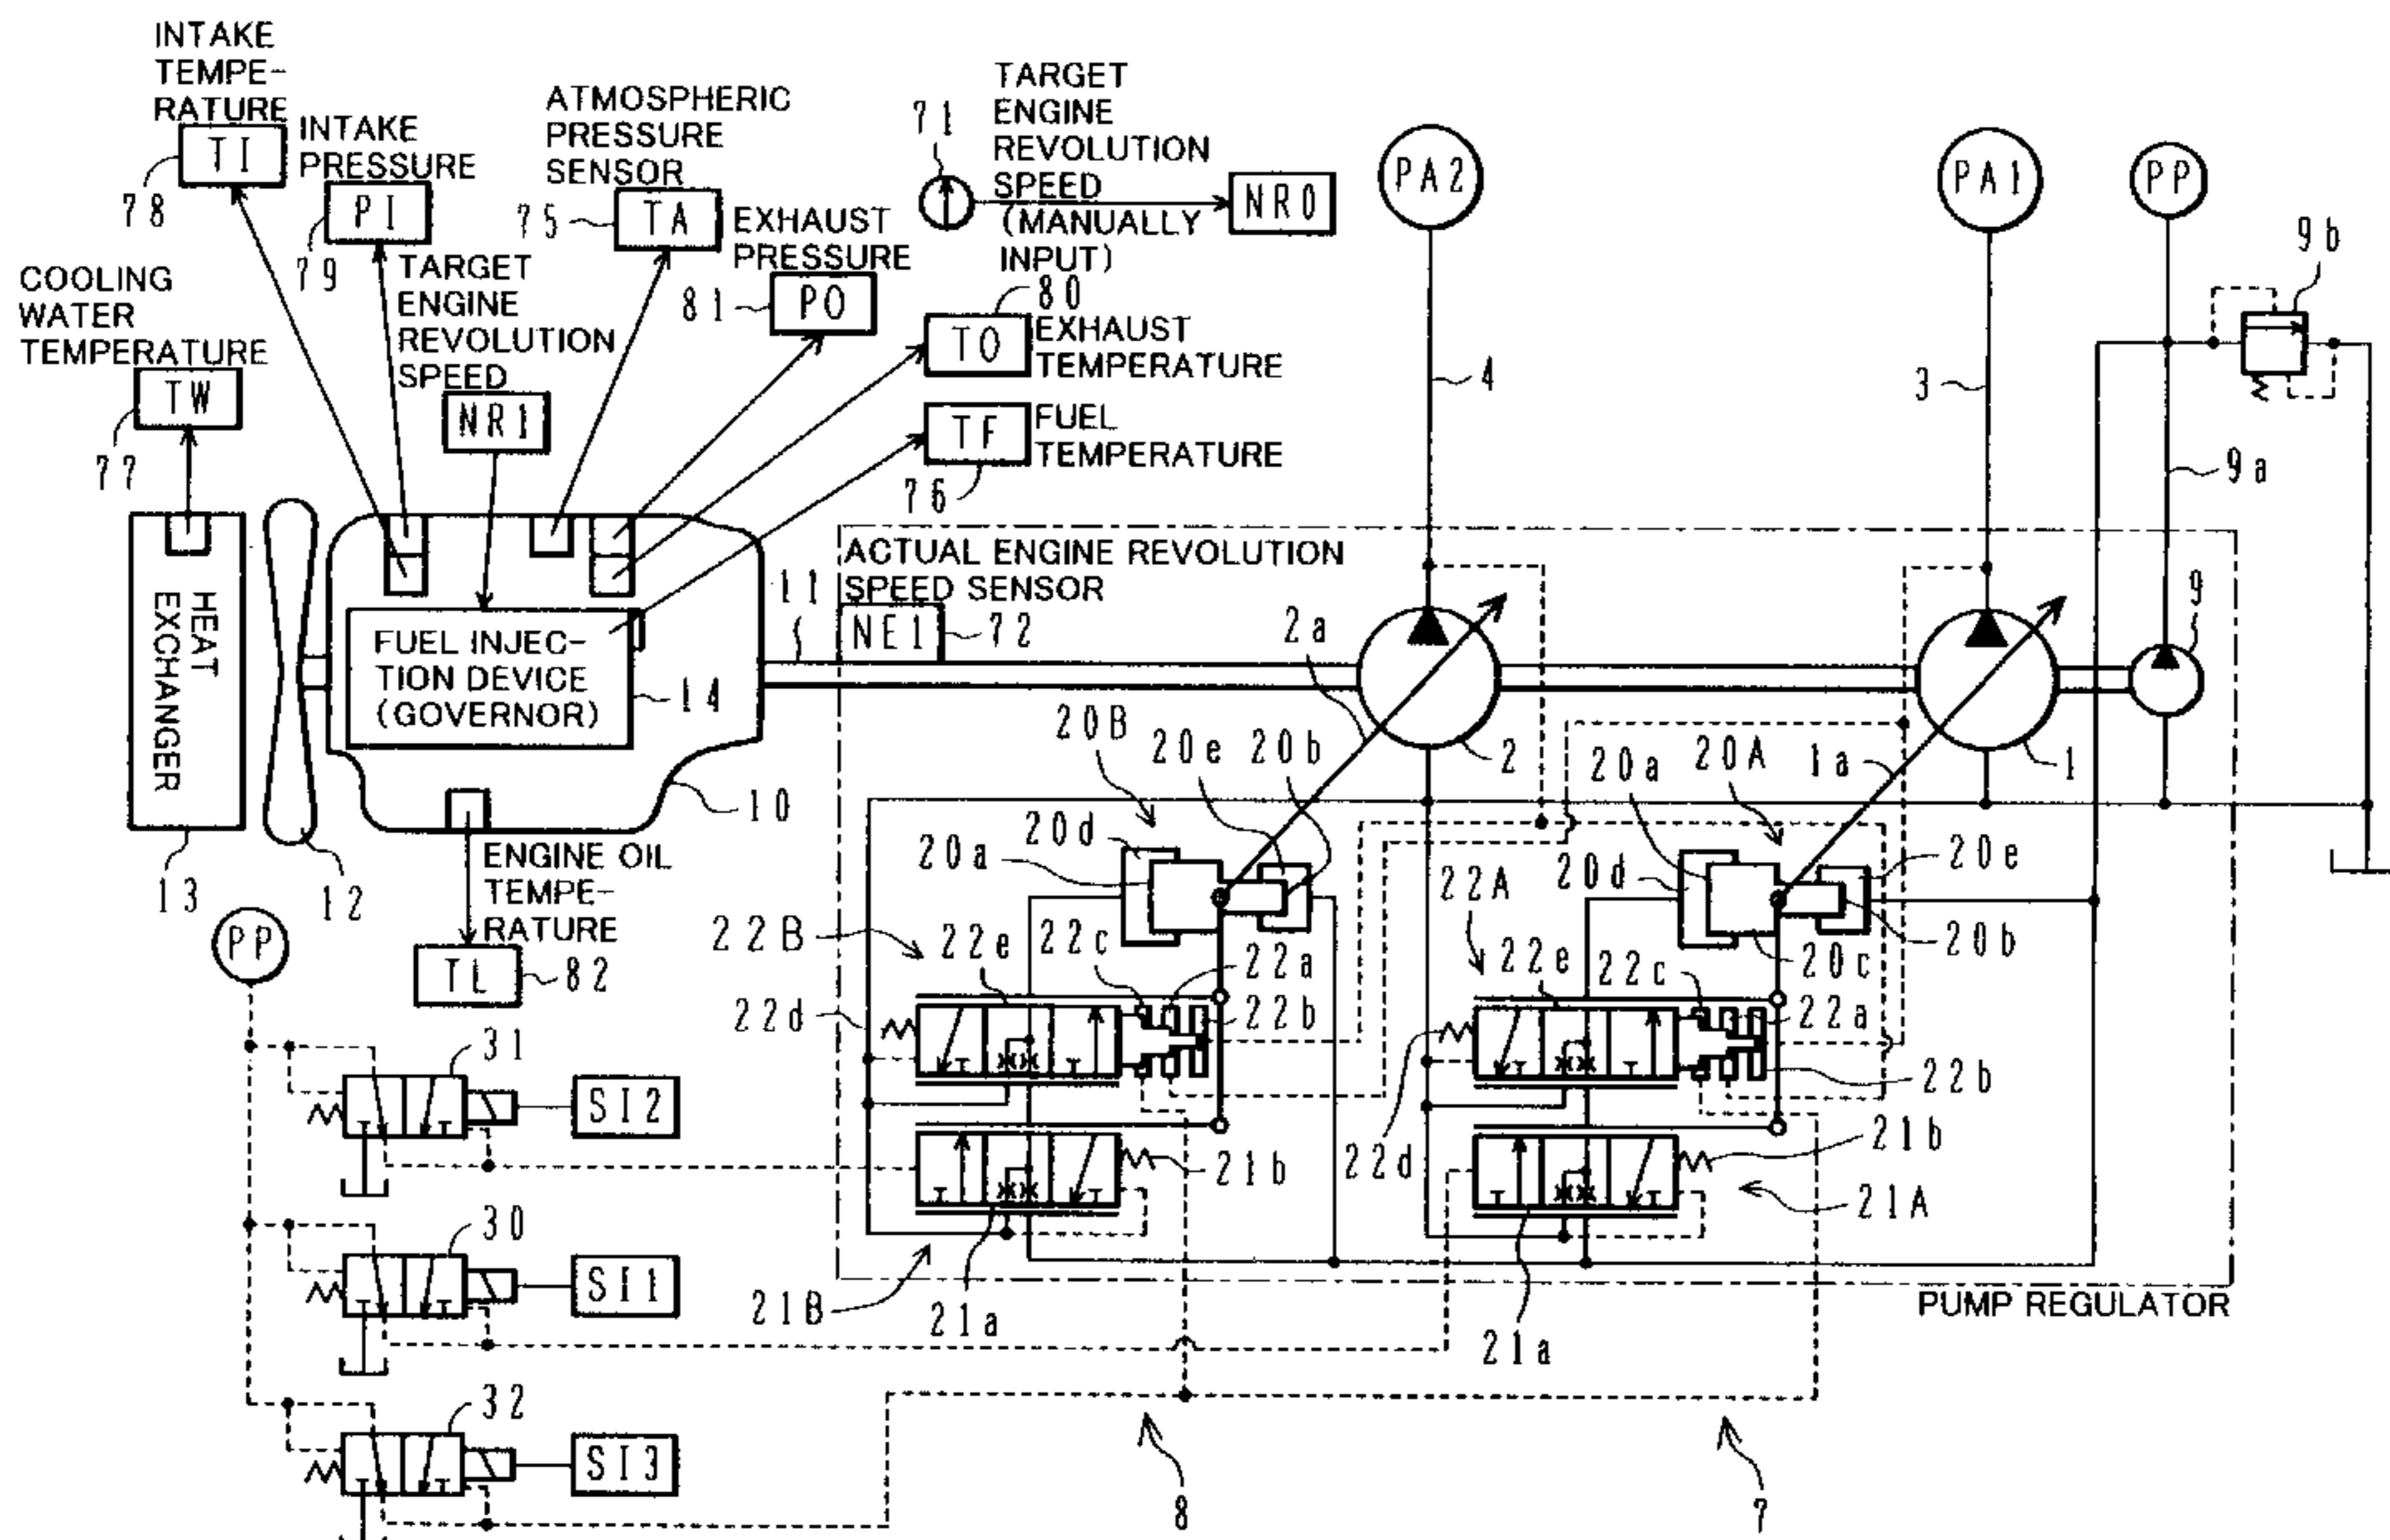 INTAKE
TEMPE-
RATURE
TI
78
INTAKE
PRESSURE
PI
79
ATMOSPHERIC
PRESSURE
SENSOR
TA
75
EXHAUST
PRESSURE
PO
81
71
TARGET
ENGINE
REVOLUTION
SPEED
(MANUALLY
INPUT)
NR0
PA2
PA1
PP
9b
COOLING
WATER
TEMPERATURE
TW
77
TARGET
ENGINE
REVOLUTION
SPEED
NR1
80
TO
EXHAUST
TEMPERATURE
TF
FUEL
TEMPERATURE
76
4
3
9a
HEAT
EXCHANGER
13
12
FUEL INJEC-
TION DEVICE
(GOVERNOR)
14
10
11
ACTUAL ENGINE REVOLUTION
SPEED SENSOR
NE1
72
2a
2
1a
1
9
ENGINE OIL
TEMPE-
RATURE
TL
82
PP
20B
20e
20b
20d
20a
20a
20A
20d
20e
20b
20c
22B
22e
22c
22a
22b
22d
22A
22e
22c
22a
22b
22d
21b
21b
21A
21B
21a
21a
31
SI2
30
SI1
32
SI3
PUMP REGULATOR
8
7